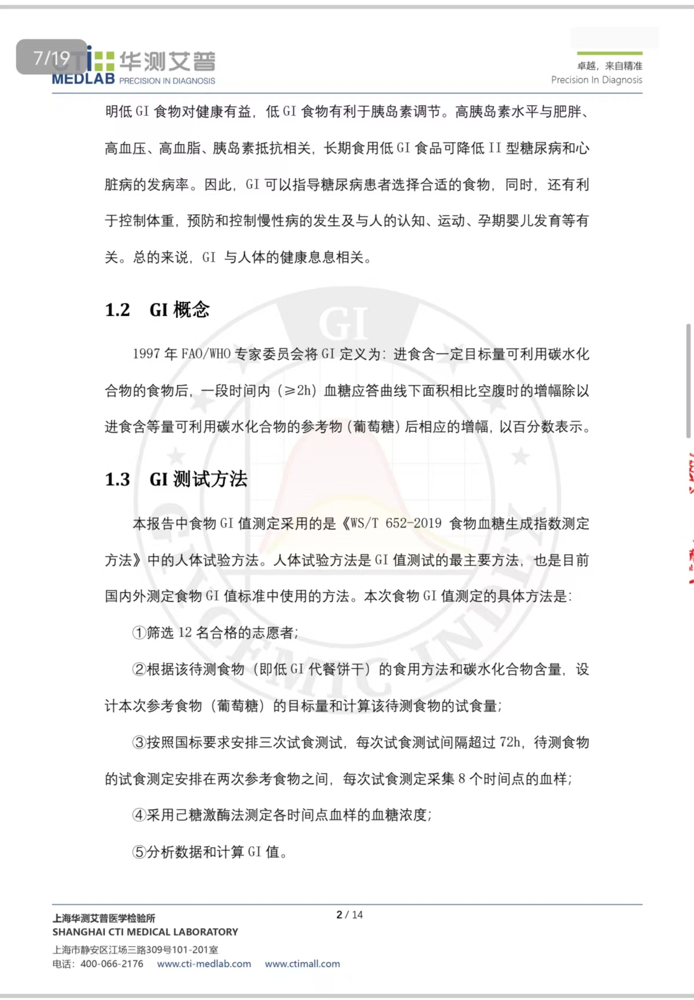 7/19
CTI 华测艾普
MEDLAB PRECISION IN DIAGNOSIS
卓越，来自精准
Precision In Diagnosis
明低 GI 食物对健康有益，低 GI 食物有利于胰岛素调节。高胰岛素水平与肥胖、
高血压、高血脂、胰岛素抵抗相关，长期食用低 GI 食品可降低 II 型糖尿病和心
脏病的发病率。因此，GI 可以指导糖尿病患者选择合适的食物，同时，还有利
于控制体重，预防和控制慢性病的发生及与人的认知、运动、孕期婴儿发育等有
关。总的来说，GI 与人体的健康息息相关。
GI
1.2 GI 概念
1997 年 FAO/WHO 专家委员会将 GI 定义为：进食含一定目标量可利用碳水化
合物的食物后，一段时间内（≥2h）血糖应答曲线下面积相比空腹时的增幅除以
进食含等量可利用碳水化合物的参考物（葡萄糖）后相应的增幅，以百分数表示。
1.3 GI 测试方法
本报告中食物 GI 值测定采用的是《WS/T 652-2019 食物血糖生成指数测定
方法》中的人体试验方法。人体试验方法是 GI 值测试的最主要方法，也是目前
国内外测定食物 GI 值标准中使用的方法。本次食物 GI 值测定的具体方法是：
①筛选 12 名合格的志愿者；
②根据该待测食物（即低 GI 代餐饼干）的食用方法和碳水化合物含量，设
计本次参考食物（葡萄糖）的目标量和计算该待测食物的试食量；
③按照国标要求安排三次试食测试，每次试食测试间隔超过 72h，待测食物
的试食测定安排在两次参考食物之间，每次试食测定采集 8 个时间点的血样；
④采用己糖激酶法测定各时间点血样的血糖浓度；
⑤分析数据和计算 GI 值。
GLYCEMIC INDEX
上海华测艾普医学检验所
2 / 14
SHANGHAI CTI MEDICAL LABORATORY
上海市静安区江场三路309号101-201室
电话：400-066-2176 www.cti-medlab.com www.ctimall.com